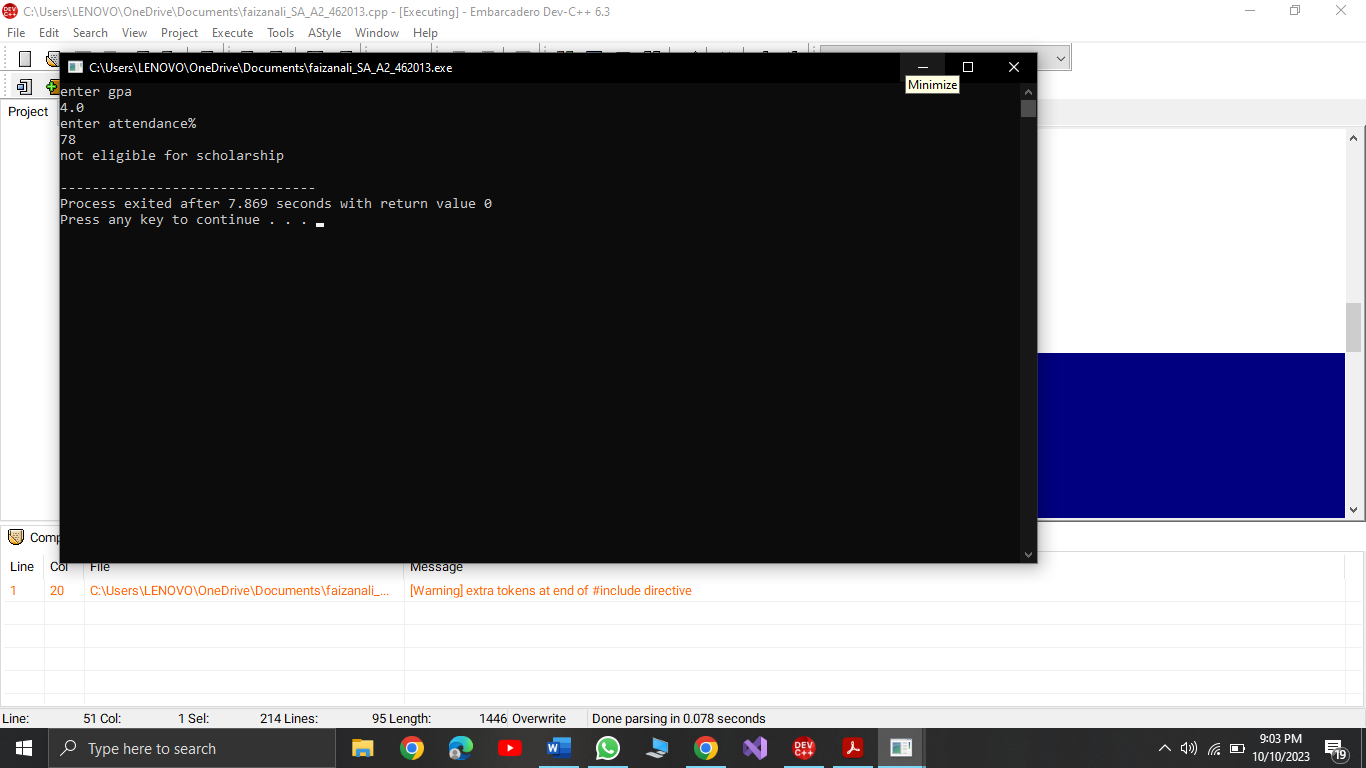 C:\Users\LENOVO\OneDrive\Documents\faizanali_SA_A2_462013.cpp - [Executing] - Embarcadero Dev-C++ 6.3
File Edit Search View Project Execute Tools AStyle Window Help
C:\Users\LENOVO\OneDrive\Documents\faizanali_SA_A2_462013.exe
Minimize
Project
enter gpa
4.0
enter attendance%
78
not eligible for scholarship
--------------------------------
Process exited after 7.869 seconds with return value 0
Press any key to continue . . .
Comp
Line Col File Message
1 20 C:\Users\LENOVO\OneDrive\Documents\faizanali_... [Warning] extra tokens at end of #include directive
Line: 51 Col: 1 Sel: 214 Lines: 95 Length: 1446 Overwrite Done parsing in 0.078 seconds
Type here to search
DEV C++
9:03 PM
10/10/2023
19